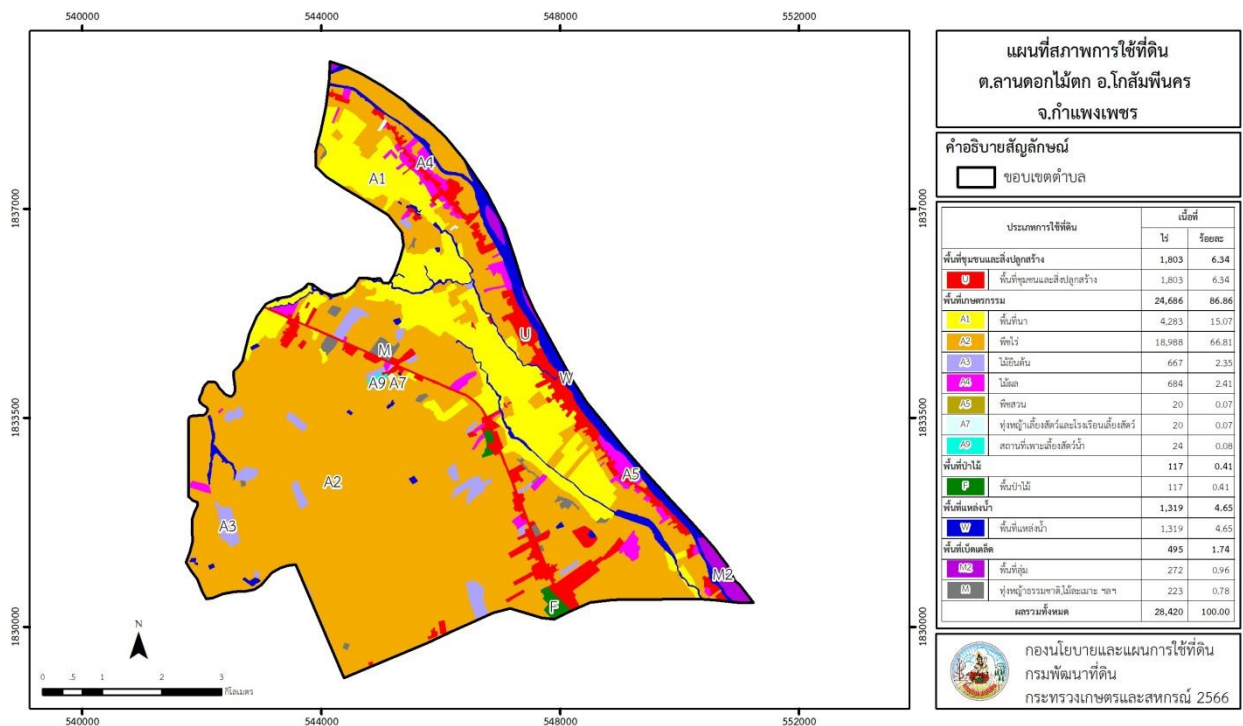 540000 544000 548000 552000
1837000 1837000
1833500 1833500
1830000 1830000
A4
A1
U
M
W
A9 A7
A5
A2
A3
M2
F
N
0 .5 1 2 3
กิโลเมตร
540000 544000 548000 552000
แผนที่สภาพการใช้ที่ดิน
ต.ลานดอกไม้ตก อ.โกสัมพีนคร
จ.กำแพงเพชร
คำอธิบายสัญลักษณ์
ขอบเขตตำบล
ประเภทการใช้ที่ดิน เนื้อที่
ไร่ ร้อยละ
พื้นที่ชุมชนและสิ่งปลูกสร้าง 1,803 6.34
U พื้นที่ชุมชนและสิ่งปลูกสร้าง 1,803 6.34
พื้นที่เกษตรกรรม 24,686 86.86
A1 พื้นที่นา 4,283 15.07
A2 พืชไร่ 18,988 66.81
A3 ไม้ยืนต้น 667 2.35
A4 ไม้ผล 684 2.41
A5 พืชสวน 20 0.07
A7 ทุ่งหญ้าเลี้ยงสัตว์และโรงเรือนเลี้ยงสัตว์ 20 0.07
A9 สถานที่เพาะเลี้ยงสัตว์น้ำ 24 0.08
พื้นที่ป่าไม้ 117 0.41
F พื้นป่าไม้ 117 0.41
พื้นที่แหล่งน้ำ 1,319 4.65
W พื้นที่แหล่งน้ำ 1,319 4.65
พื้นที่เบ็ดเตล็ด 495 1.74
M2 พื้นที่ลุ่ม 272 0.96
M ทุ่งหญ้าธรรมชาติ,ไม้ละเมาะ ฯลฯ 223 0.78
ผลรวมทั้งหมด 28,420 100.00
กองนโยบายและแผนการใช้ที่ดิน
กรมพัฒนาที่ดิน
กระทรวงเกษตรและสหกรณ์ 2566